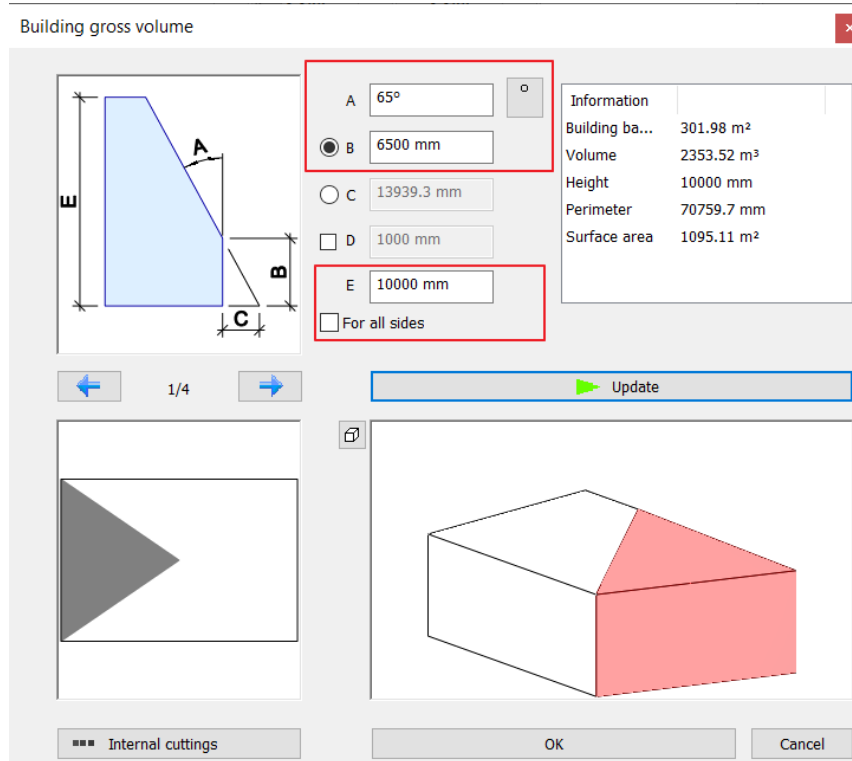 Building gross volume
×
A
E
B
C
A 65º º
B 6500 mm
C 13939.3 mm
D 1000 mm
E 10000 mm
For all sides
Information
Building ba... 301.98 m²
Volume 2353.52 m³
Height 10000 mm
Perimeter 70759.7 mm
Surface area 1095.11 m²
1/4
Update
Internal cuttings
OK
Cancel